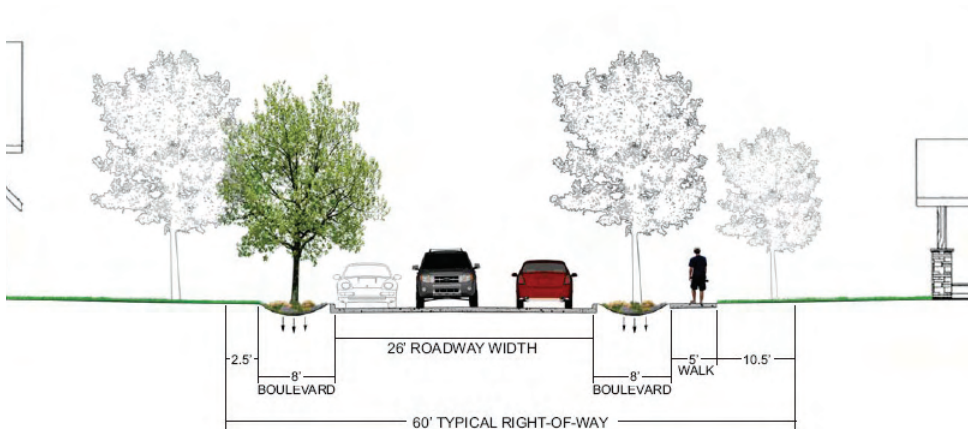 26' ROADWAY WIDTH
2.5'
5'
10.5'
WALK
8'
8'
BOULEVARD
BOULEVARD
60' TYPICAL RIGHT-OF-WAY